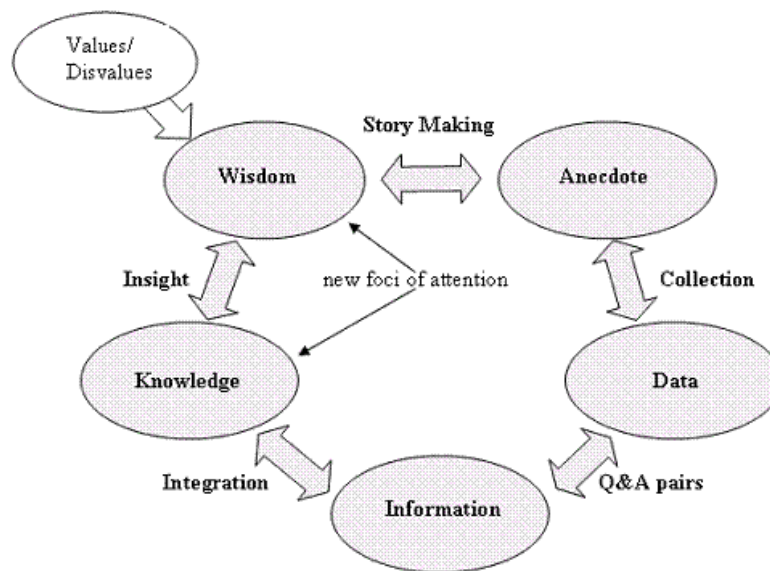 Values/
Disvalues
Story Making
Wisdom
Anecdote
Insight
new foci of attention
Collection
Knowledge
Data
Integration
Q&A pairs
Information